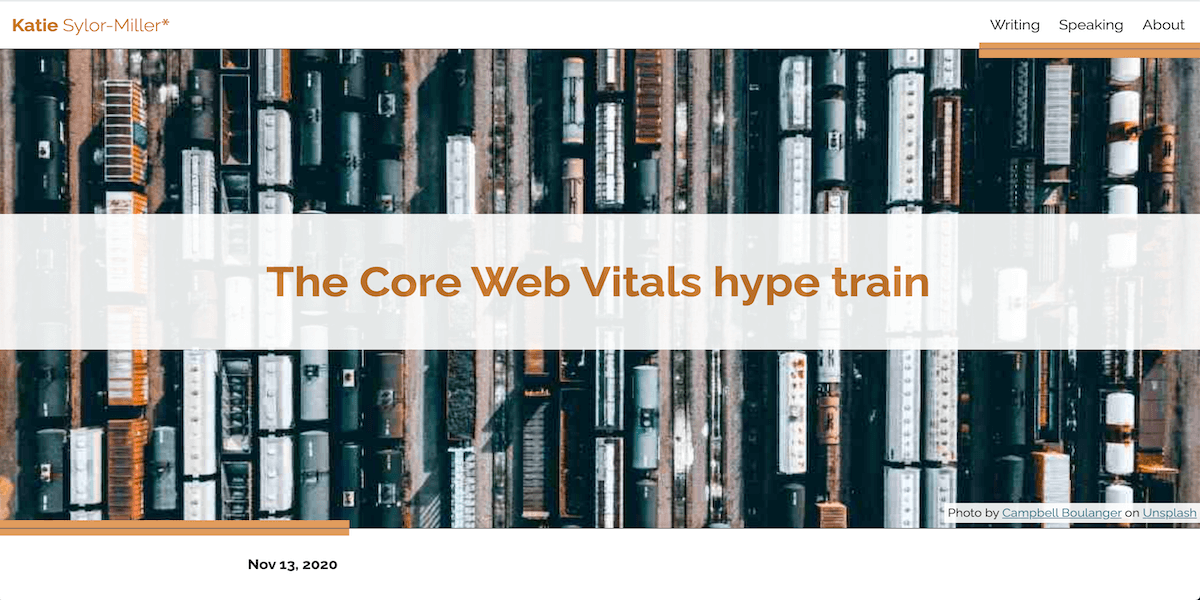 Katie Sylor-Miller*
Writing Speaking About
The Core Web Vitals hype train
Photo by Campbell Boulanger on Unsplash
Nov 13, 2020